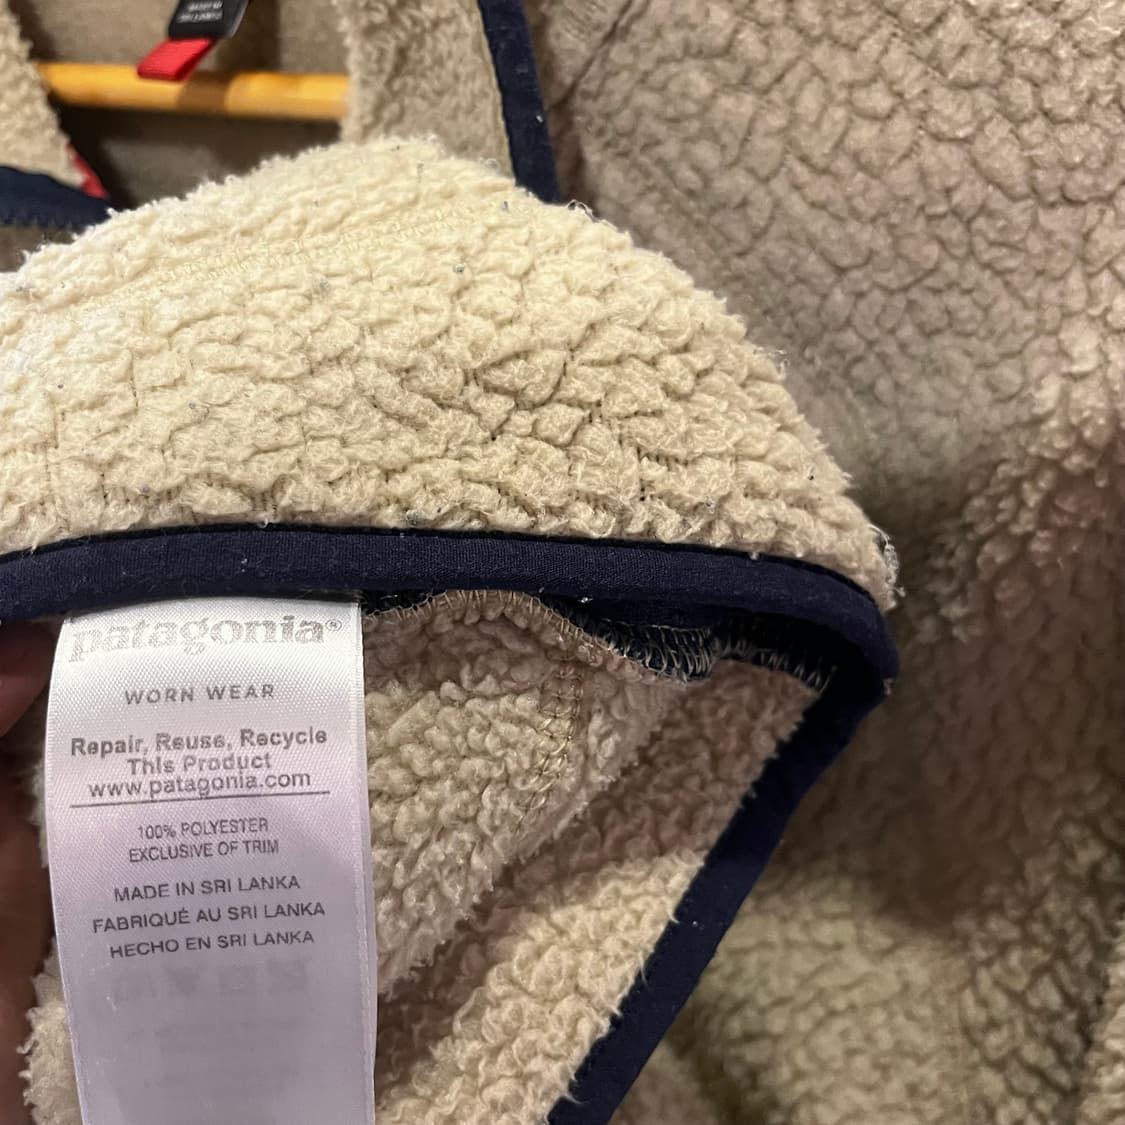 patagonia®
WORN WEAR
Repair, Reuse, Recycle
This Product
www.patagonia.com
100% POLYESTER
EXCLUSIVE OF TRIM
MADE IN SRI LANKA
FABRIQUÉ AU SRI LANKA
HECHO EN SRI LANKA